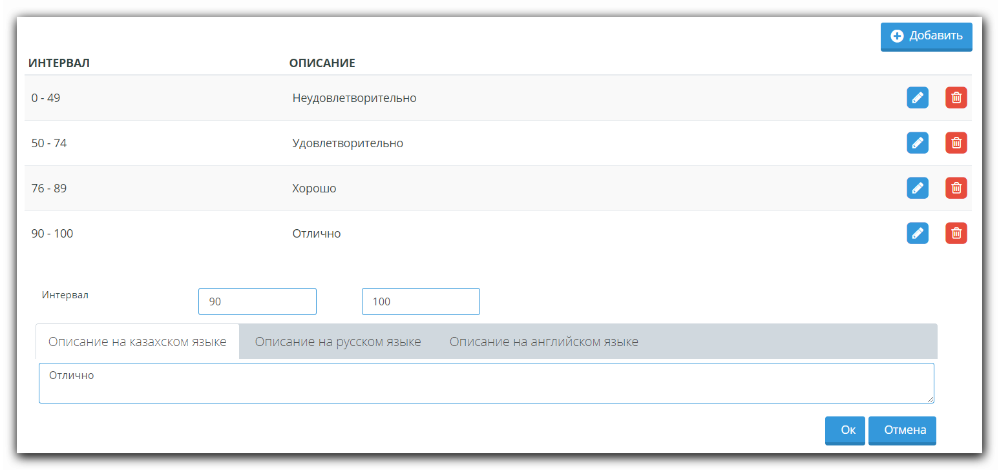 Добавить
ИНТЕРВАЛ ОПИСАНИЕ
0 - 49 Неудовлетворительно
50 - 74 Удовлетворительно
76 - 89 Хорошо
90 - 100 Отлично
Интервал 90 100
Описание на казахском языке Описание на русском языке Описание на английском языке
Отлично
Ок Отмена